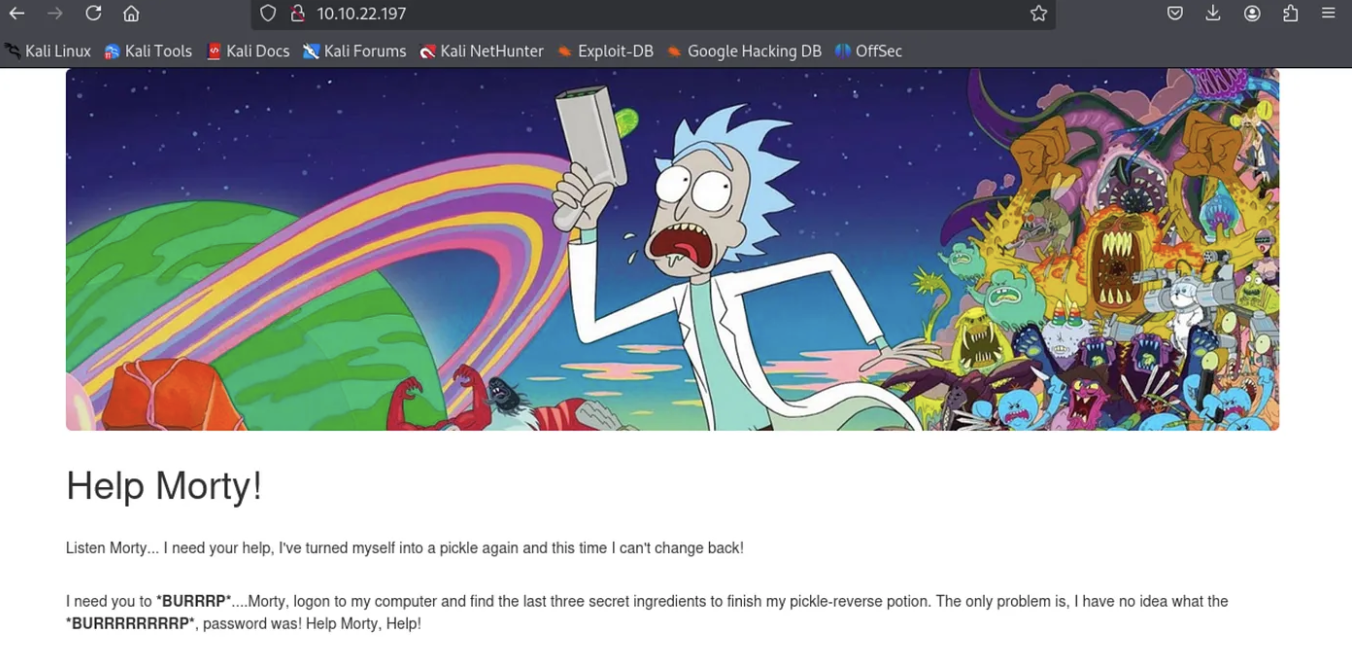 10.10.22.197
Kali Linux Kali Tools Kali Docs Kali Forums Kali NetHunter Exploit-DB Google Hacking DB OffSec
Help Morty!
Listen Morty... I need your help, I've turned myself into a pickle again and this time I can't change back!
I need you to *BURRRP*....Morty, logon to my computer and find the last three secret ingredients to finish my pickle-reverse potion. The only problem is, I have no idea what the
*BURRRRRRRRP*, password was! Help Morty, Help!